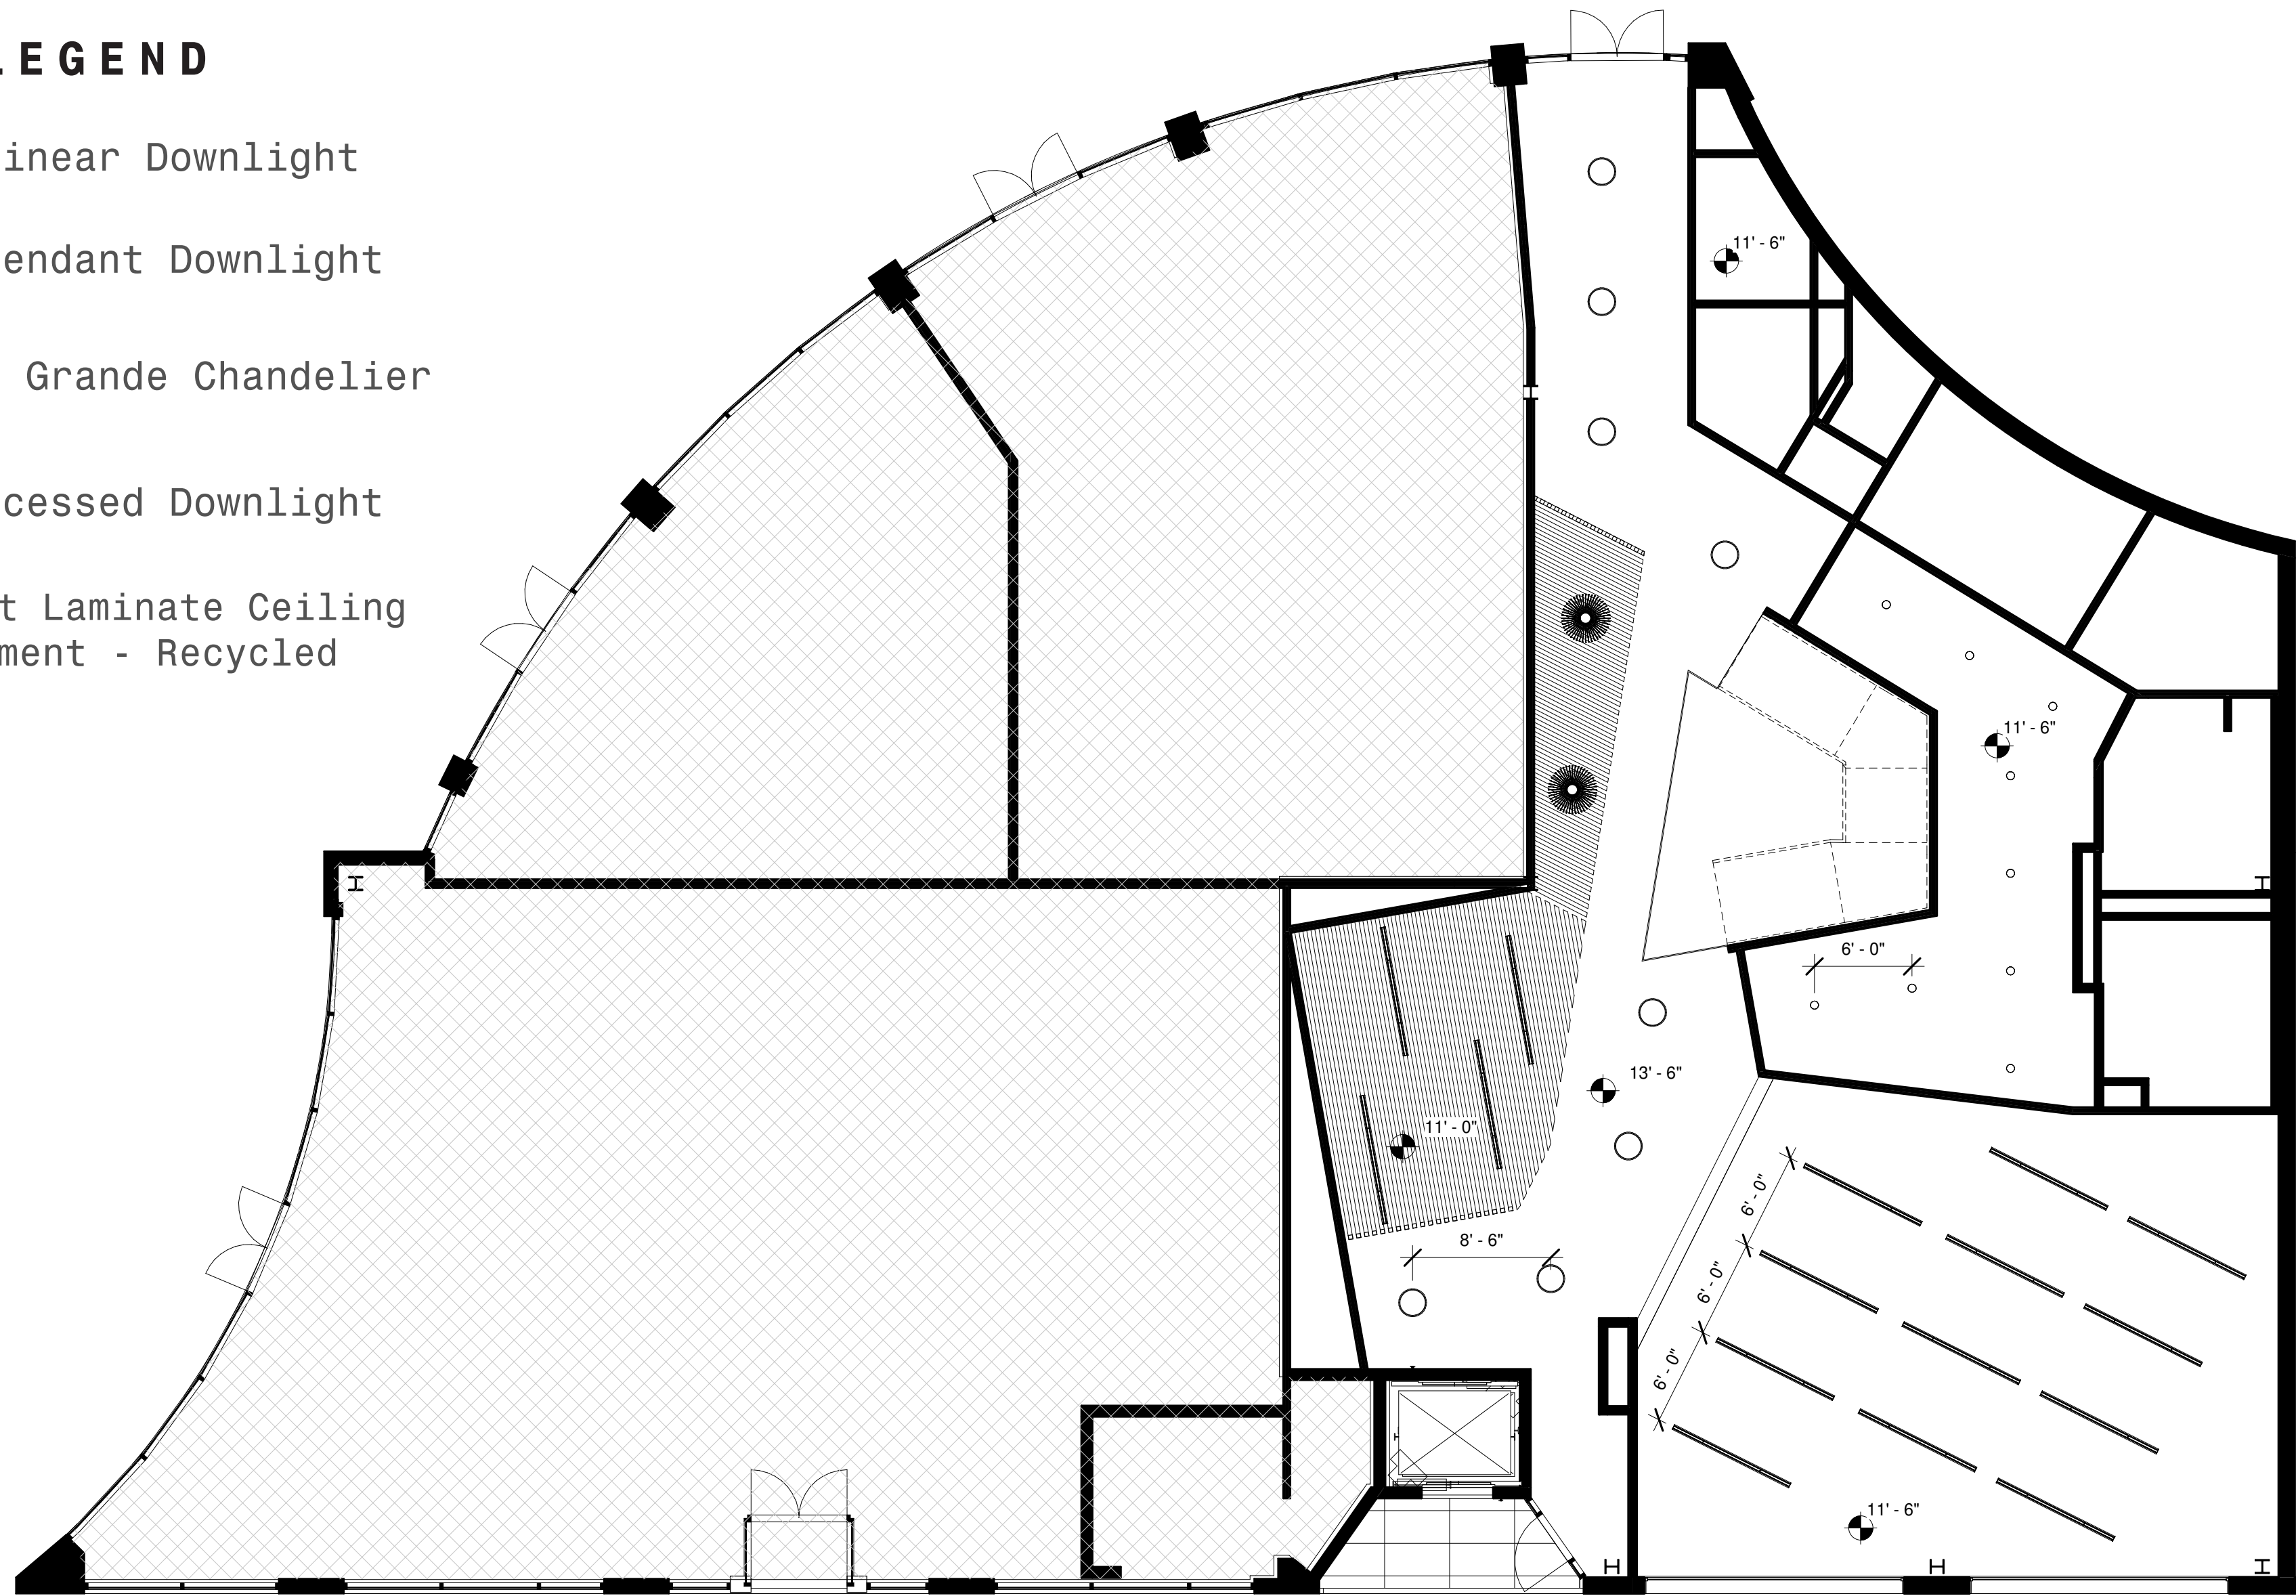 LEGEND
inear Downlight
endant Downlight
Grande Chandelier
cessed Downlight
t Laminate Ceiling
ment - Recycled
11' - 6"
11' - 6"
6' - 0"
13' - 6"
11' - 0"
8' - 6"
6' - 0"
6' - 0"
6' - 0"
11' - 6"